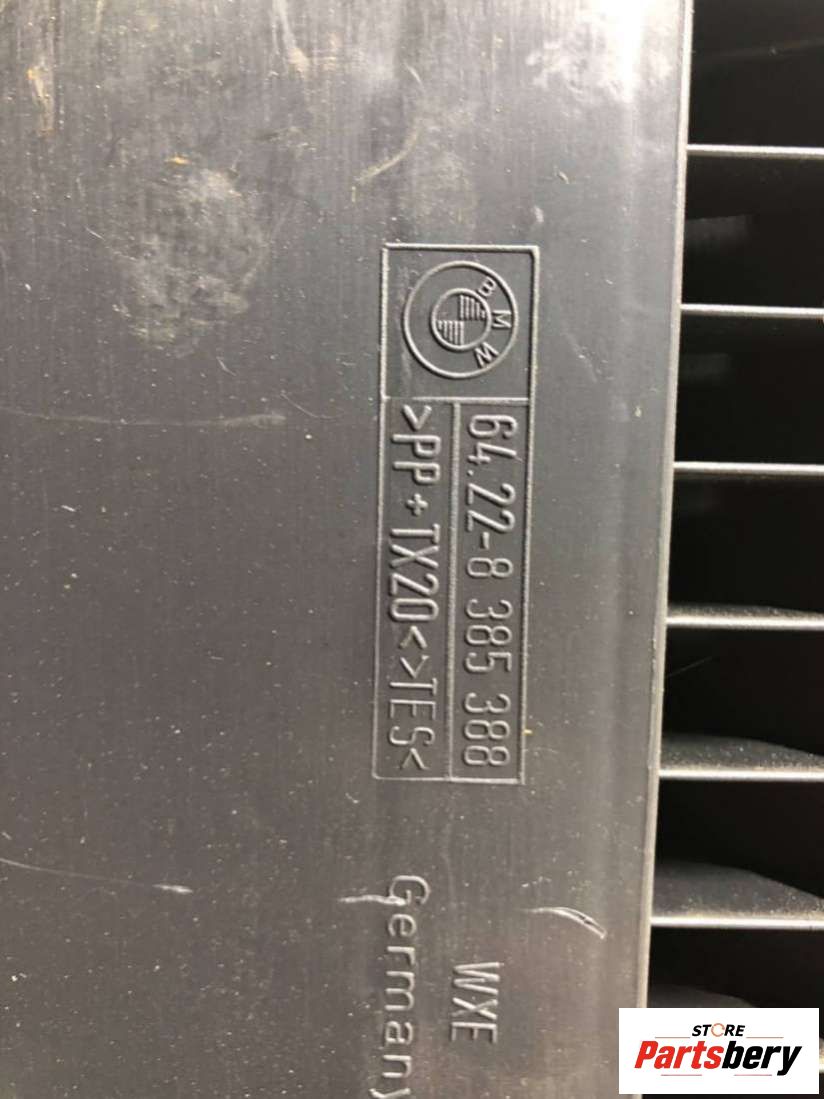 BMW
64.22-8 385 388
>PP+TX20<>TES<
WXE
Germany
STORE
Partsbery